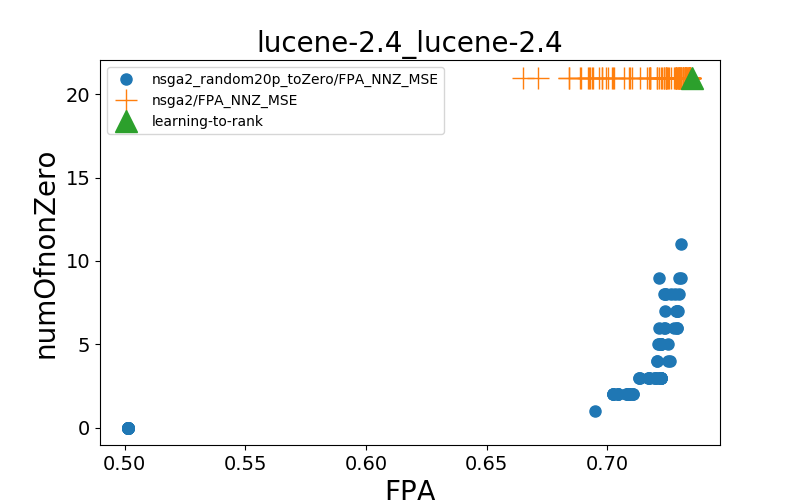 lucene-2.4_lucene-2.4
nsga2_random20p_toZero/FPA_NNZ_MSE
nsga2/FPA_NNZ_MSE
learning-to-rank
numOfnonZero
20
15
10
5
0
0.50 0.55 0.60 0.65 0.70
FPA